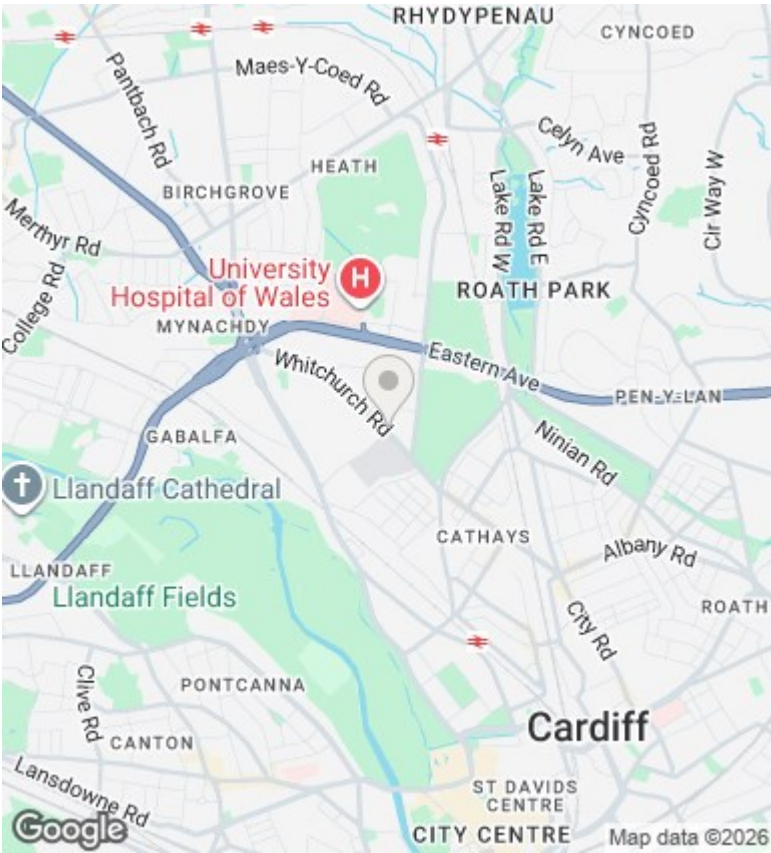 RHYDYPENAU
CYNCOED
Maes-Y-Coed Rd
Pantbach Rd
Celyn Ave
Cyncoed Rd
Cir Way W
HEATH
BIRCHGROVE
Lake Rd W
Lake Rd E
Merthyr Rd
College Rd
University
Hospital of Wales
H
ROATH PARK
MYNACHDY
Whitchurch Rd
Eastern Ave
PEN-Y-LAN
GABALFA
Ninian Rd
Llandaff Cathedral
CATHAYS
Albany Rd
LLANDAFF
Llandaff Fields
City Rd
ROATH
Clive Rd
PONTCANNA
CANTON
Cardiff
Lansdowne Rd
ST DAVIDS
CENTRE
CITY CENTRE
Google
Map data ©2026